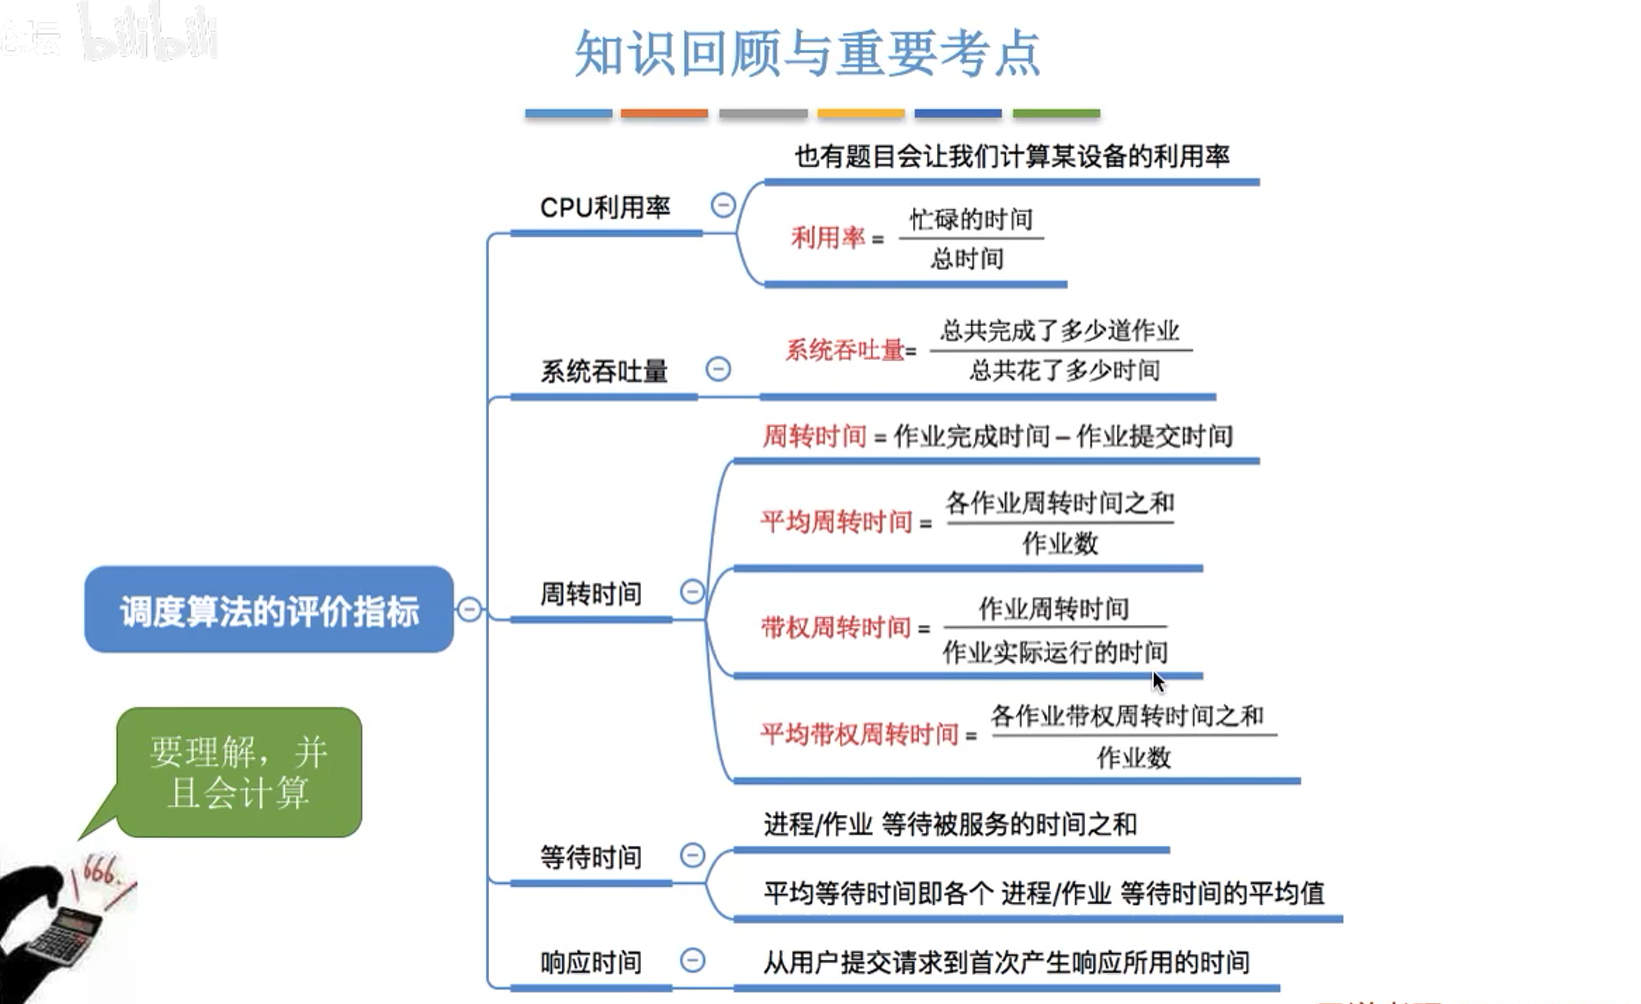 论坛 bilibili
知识回顾与重要考点
也有题目会让我们计算某设备的利用率
CPU利用率
利用率 = 忙碌的时间
总时间
系统吞吐量
系统吞吐量= 总共完成了多少道作业
总共花了多少时间
周转时间 = 作业完成时间 – 作业提交时间
平均周转时间 = 各作业周转时间之和
作业数
周转时间
调度算法的评价指标
带权周转时间 = 作业周转时间
作业实际运行的时间
平均带权周转时间 = 各作业带权周转时间之和
作业数
要理解，并
且会计算
进程/作业 等待被服务的时间之和
等待时间
平均等待时间即各个 进程/作业 等待时间的平均值
666.
响应时间
从用户提交请求到首次产生响应所用的时间